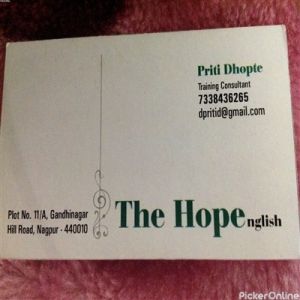 Priti Dhopte
Training Consultant
7338436265
dpritid@gmail.com
Plot No. 11/A, Gandhinagar
Hill Road, Nagpur - 440010
The Hopenglish
PickerOnline